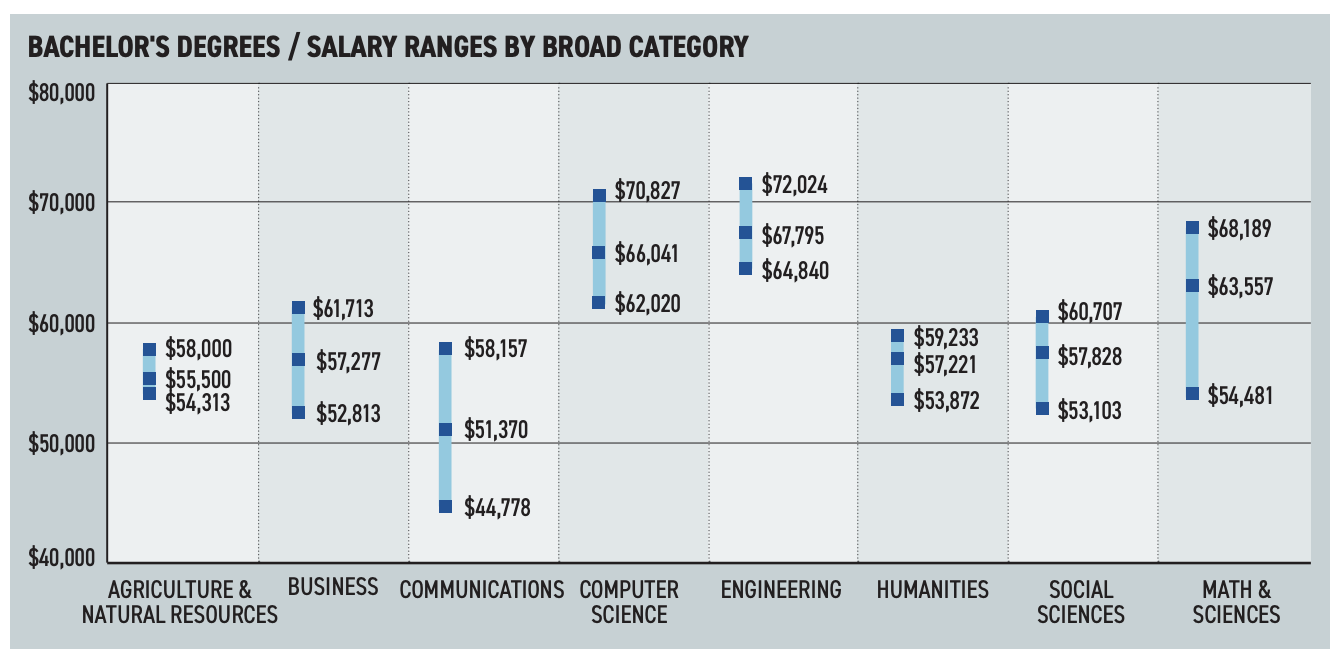 BACHELOR'S DEGREES / SALARY RANGES BY BROAD CATEGORY
$80,000
$70,000
$60,000
$50,000
$40,000
$58,000
$55,500
$54,313
$61,713
$57,277
$52,813
$58,157
$51,370
$44,778
$70,827
$66,041
$62,020
$72,024
$67,795
$64,840
$59,233
$57,221
$53,872
$60,707
$57,828
$53,103
$68,189
$63,557
$54,481
AGRICULTURE &
NATURAL RESOURCES
BUSINESS
COMMUNICATIONS
COMPUTER
SCIENCE
ENGINEERING
HUMANITIES
SOCIAL
SCIENCES
MATH &
SCIENCES